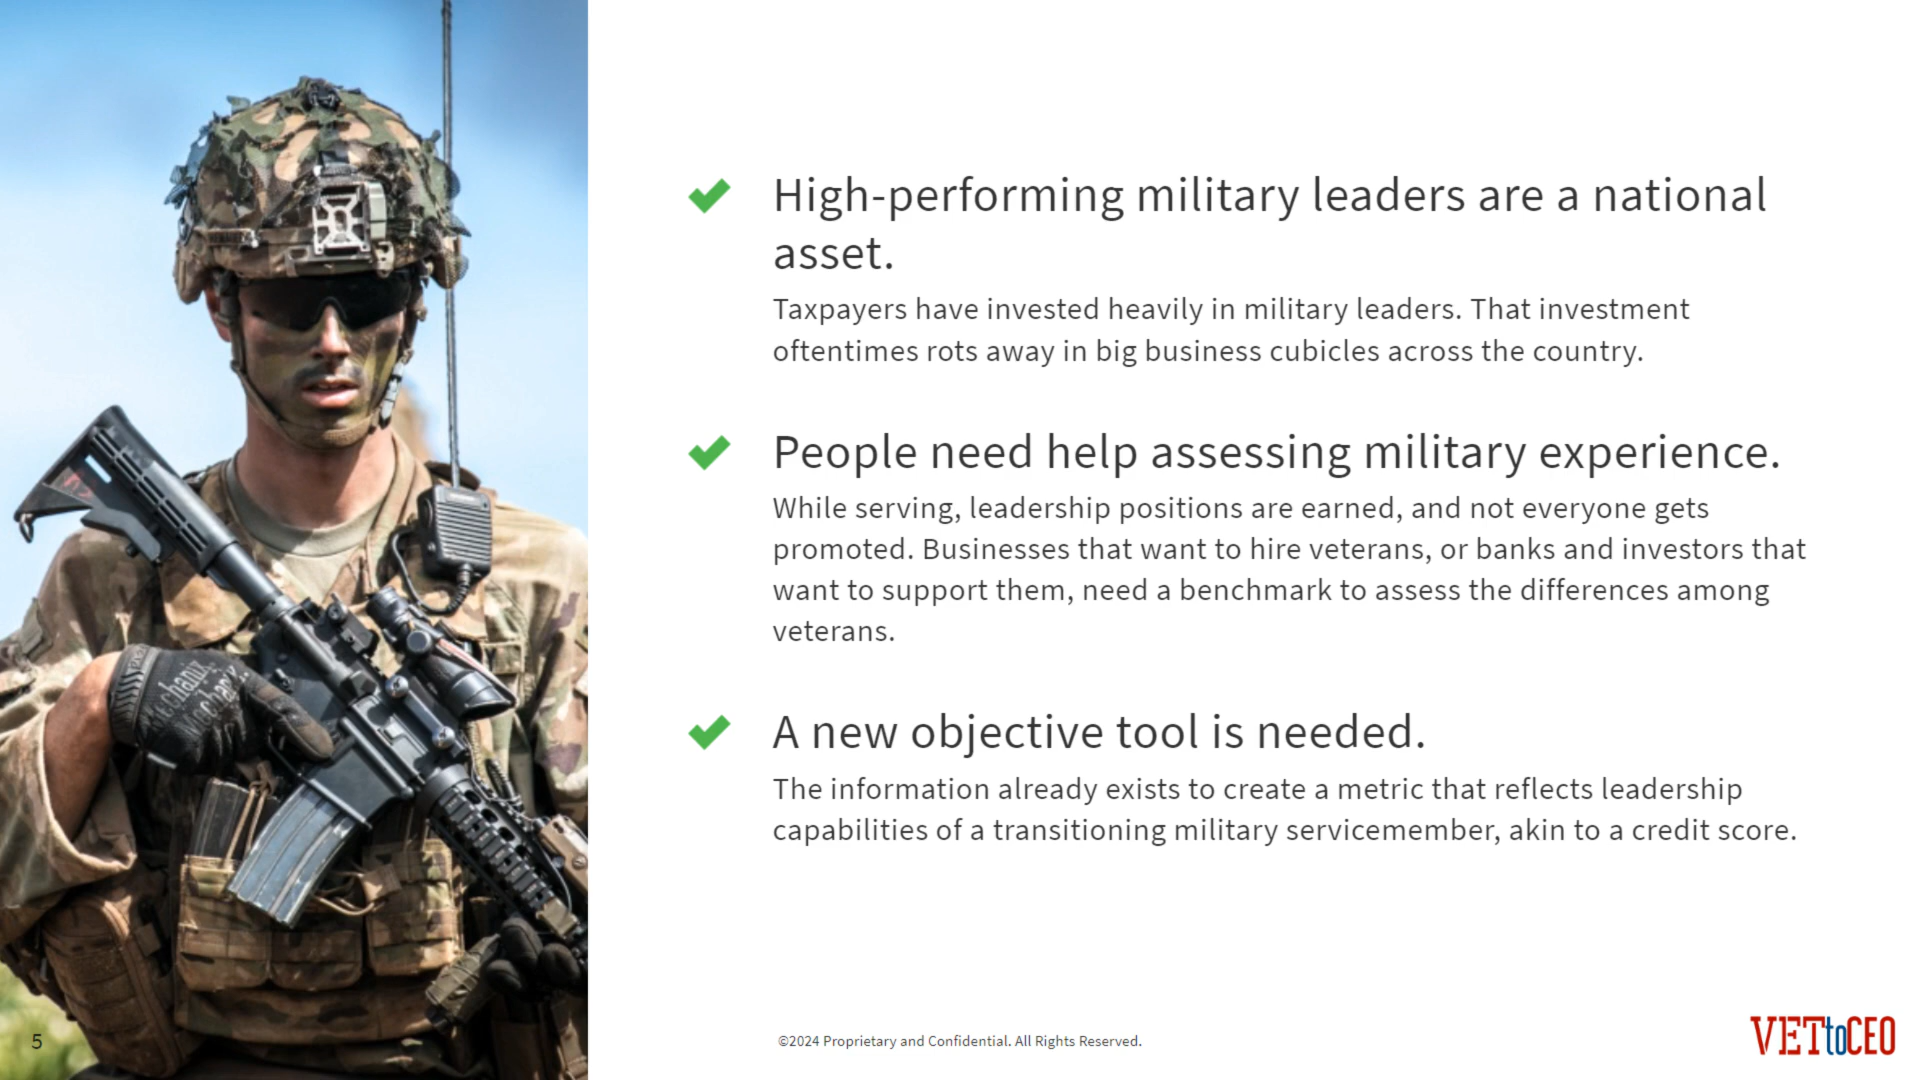 High-performing military leaders are a national
asset.
Taxpayers have invested heavily in military leaders. That investment
oftentimes rots away in big business cubicles across the country.
People need help assessing military experience.
While serving, leadership positions are earned, and not everyone gets
promoted. Businesses that want to hire veterans, or banks and investors that
want to support them, need a benchmark to assess the differences among
veterans.
A new objective tool is needed.
The information already exists to create a metric that reflects leadership
capabilities of a transitioning military servicemember, akin to a credit score.
Mechanix
5
©2024 Proprietary and Confidential. All Rights Reserved.
VETtoCEO